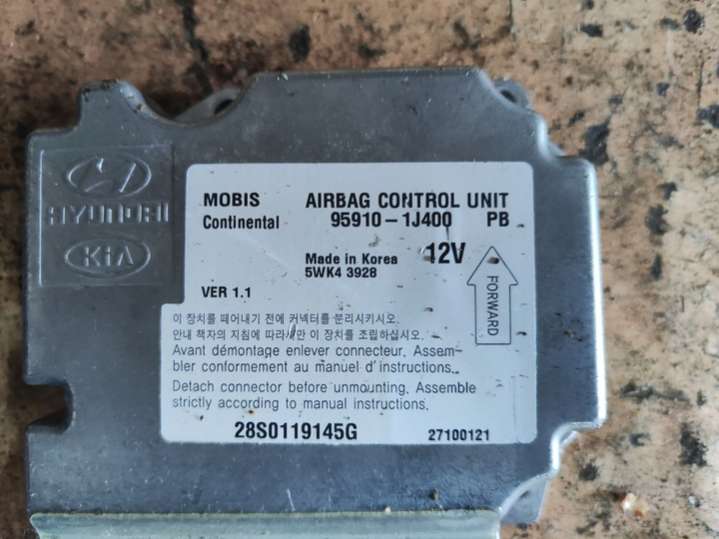 HYUNDAI
KIA
MOBIS AIRBAG CONTROL UNIT
Continental 95910-1J400 PB
Made in Korea 12V
5WK4 3928
FORWARD
VER 1.1
이 장치를 떼어내기 전에 커넥터를 분리시키시오.
안내 책자의 지침에 따라서만 이 장치를 조립하십시오.
Avant démontage enlever connecteur. Assem-
bler conformement au manuel d'instructions.
Detach connector before unmounting. Assemble
strictly according to manual instructions.
28S0119145G 27100121